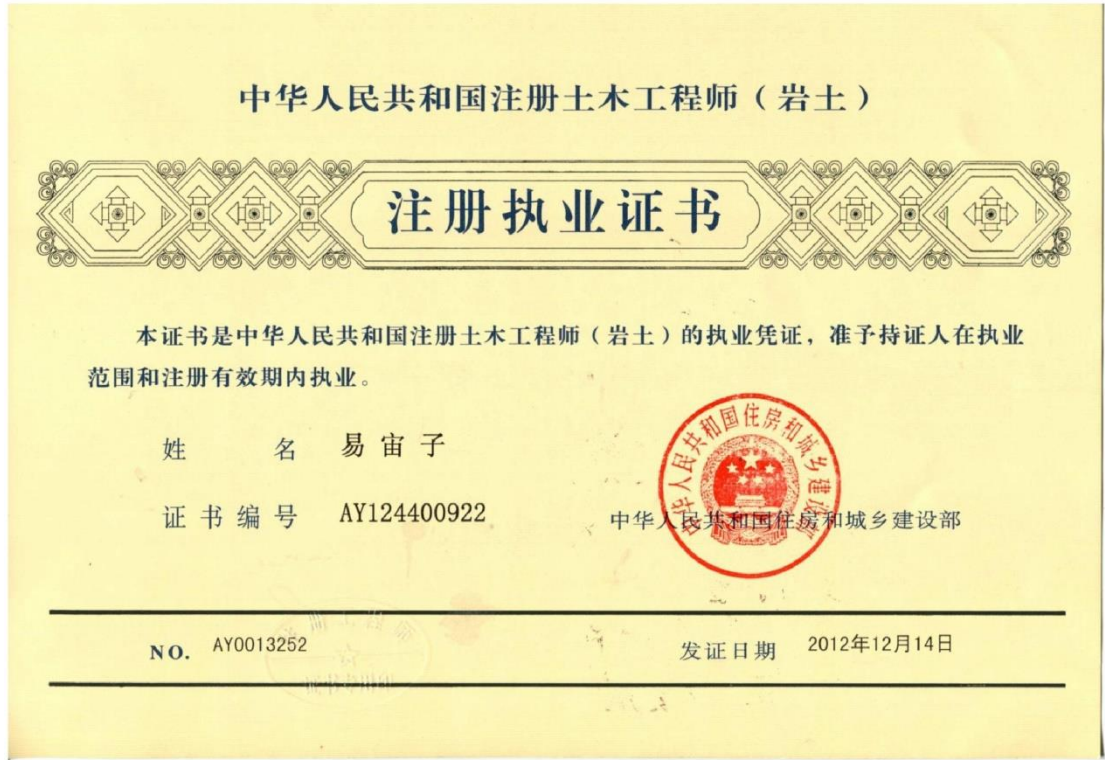 中华人民共和国注册土木工程师（岩土）
注册执业证书
本证书是中华人民共和国注册土木工程师（岩土）的执业凭证，准予持证人在执业
范围和注册有效期内执业。
姓 名 易宙子
中华人民共和国住房和城乡建设部
证书编号 AY124400922
中华人民共和国住房和城乡建设部
NO. AY0013252
发证日期 2012年12月14日